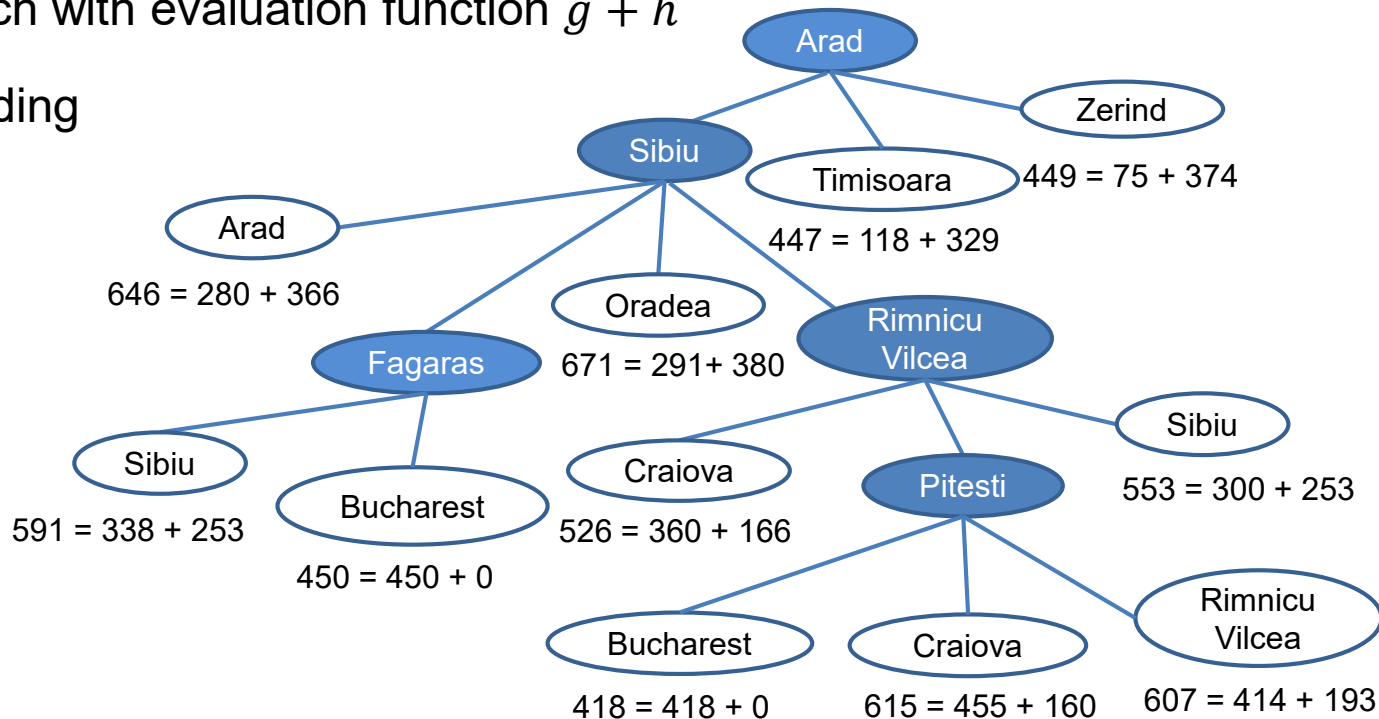 ch with evaluation function g + h
ding
Arad
Zerind
449 = 75 + 374
Sibiu
Timisoara
447 = 118 + 329
Arad
646 = 280 + 366
Oradea
671 = 291+ 380
Rimnicu
Vilcea
Fagaras
Sibiu
591 = 338 + 253
Bucharest
450 = 450 + 0
Craiova
526 = 360 + 166
Pitesti
Sibiu
553 = 300 + 253
Bucharest
418 = 418 + 0
Craiova
615 = 455 + 160
Rimnicu
Vilcea
607 = 414 + 193